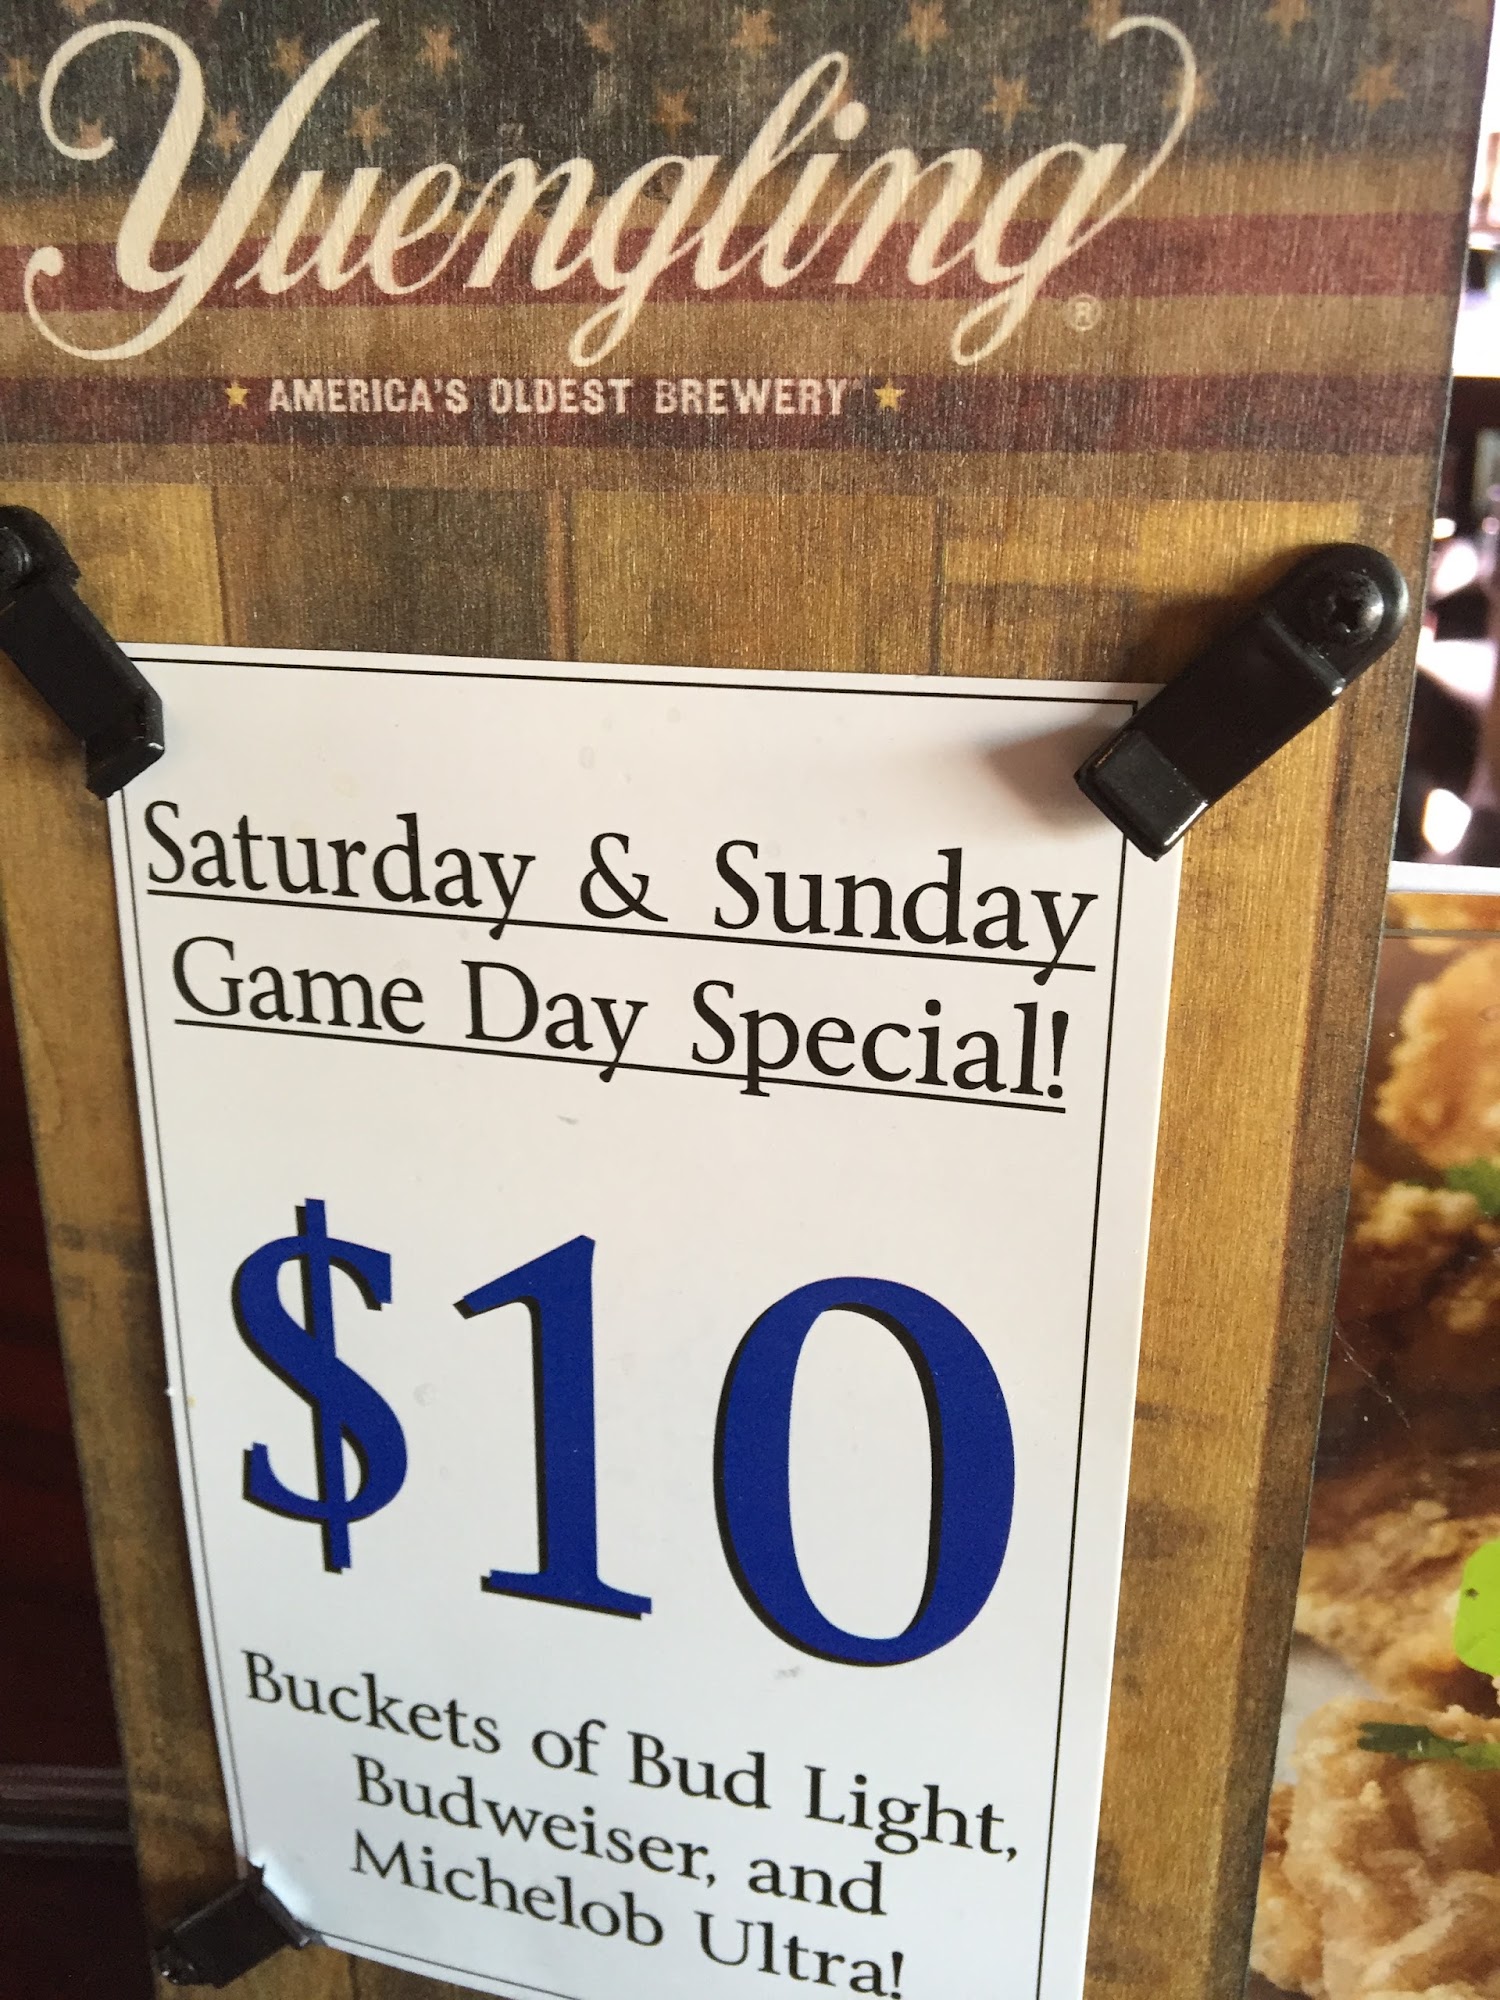 Yuengling®
AMERICA'S OLDEST BREWERY
Saturday & Sunday
Game Day Special!
$10
Buckets of Bud Light,
Budweiser, and
Michelob Ultra!